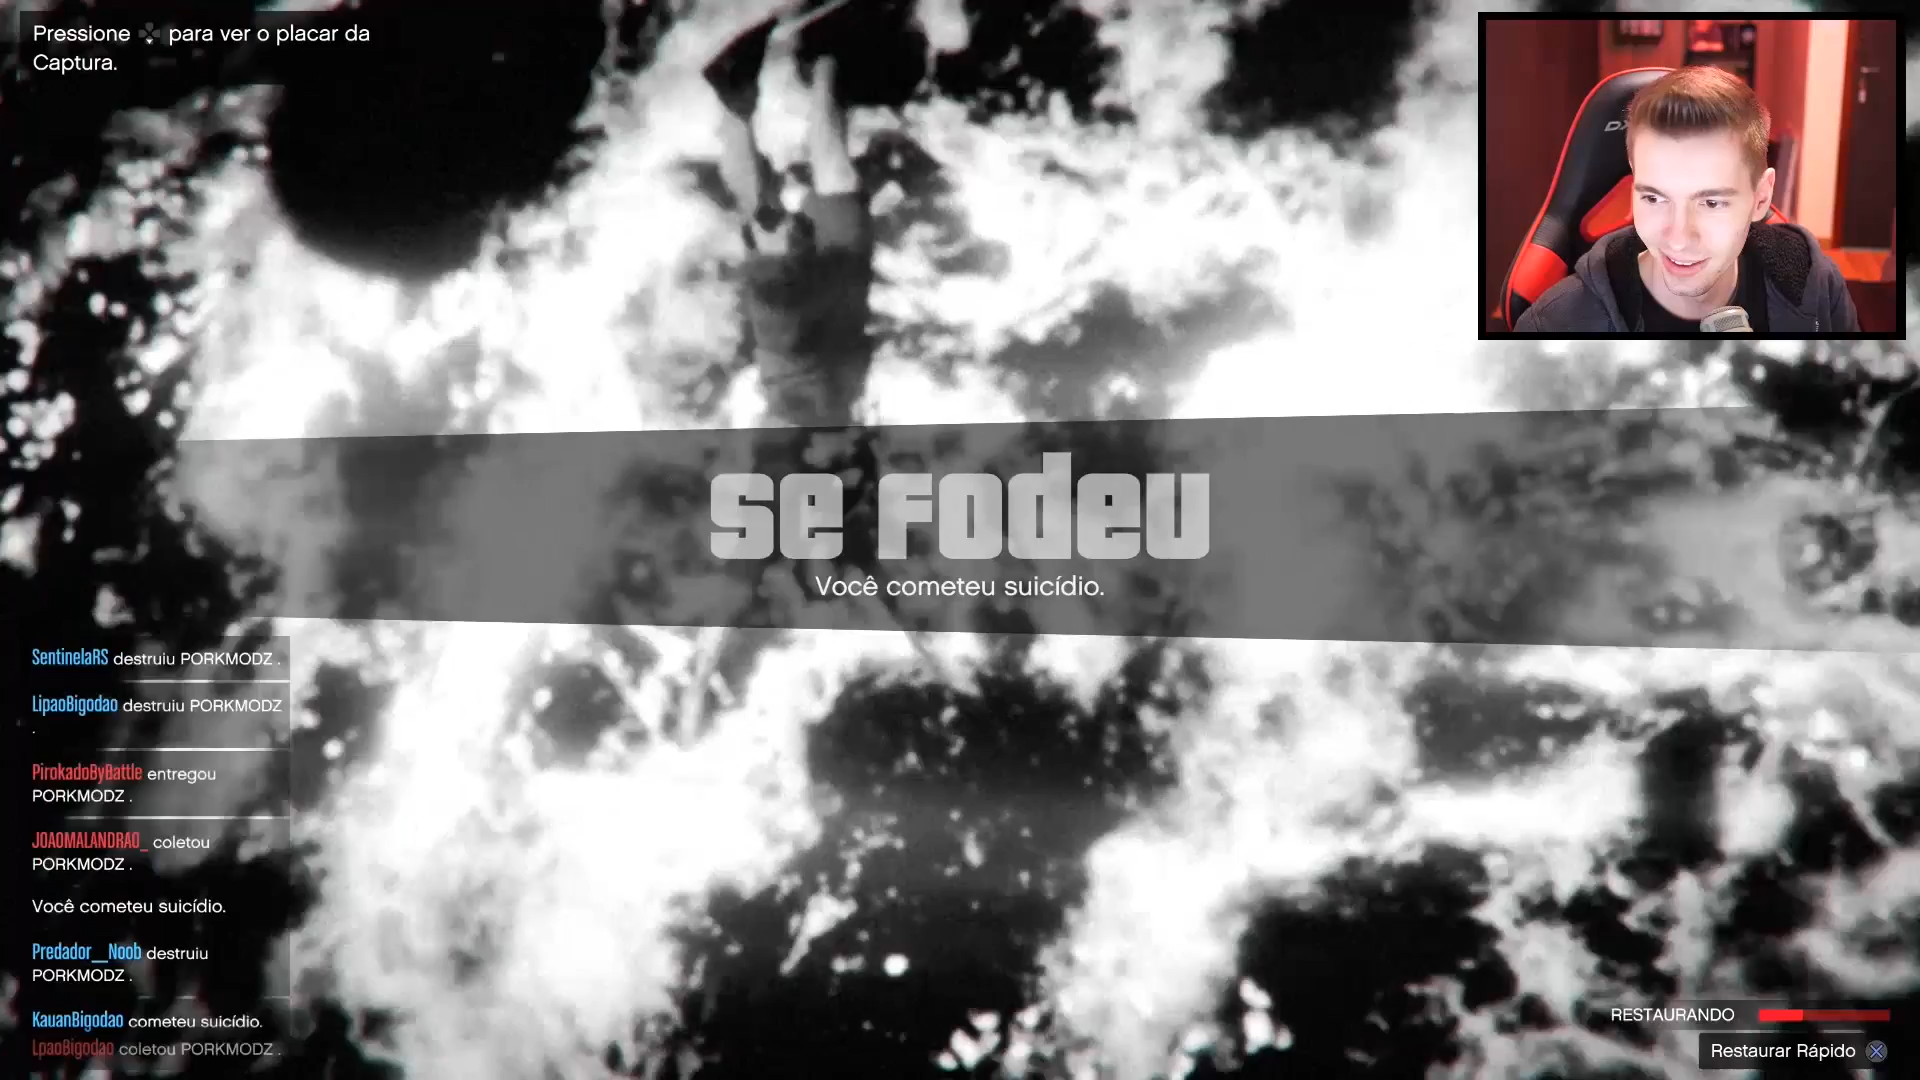 Pressione para ver o placar da
Captura.
DX
se fodeu
Você cometeu suicídio.
SentinelaRS destruiu PORKMODZ .
LipaoBigodao destruiu PORKMODZ
.
PirokadoByBattle entregou
PORKMODZ .
JOAOMALANDRAO_ coletou
PORKMODZ .
Você cometeu suicídio.
Predador__Noob destruiu
PORKMODZ .
KauanBigodao cometeu suicídio.
LpaoBigodao coletou PORKMODZ .
RESTAURANDO
Restaurar Rápido